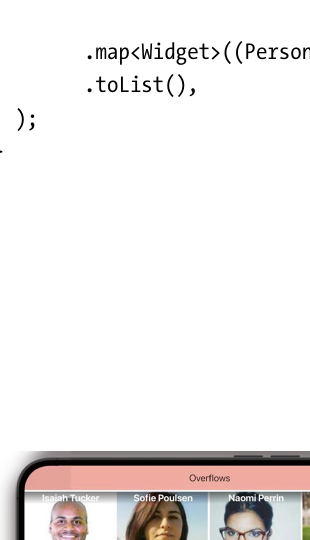 .map<Widget>((Person
.toList(),
);
Overflows
Isaiah Tucker Sofie Poulsen Naomi Perrin